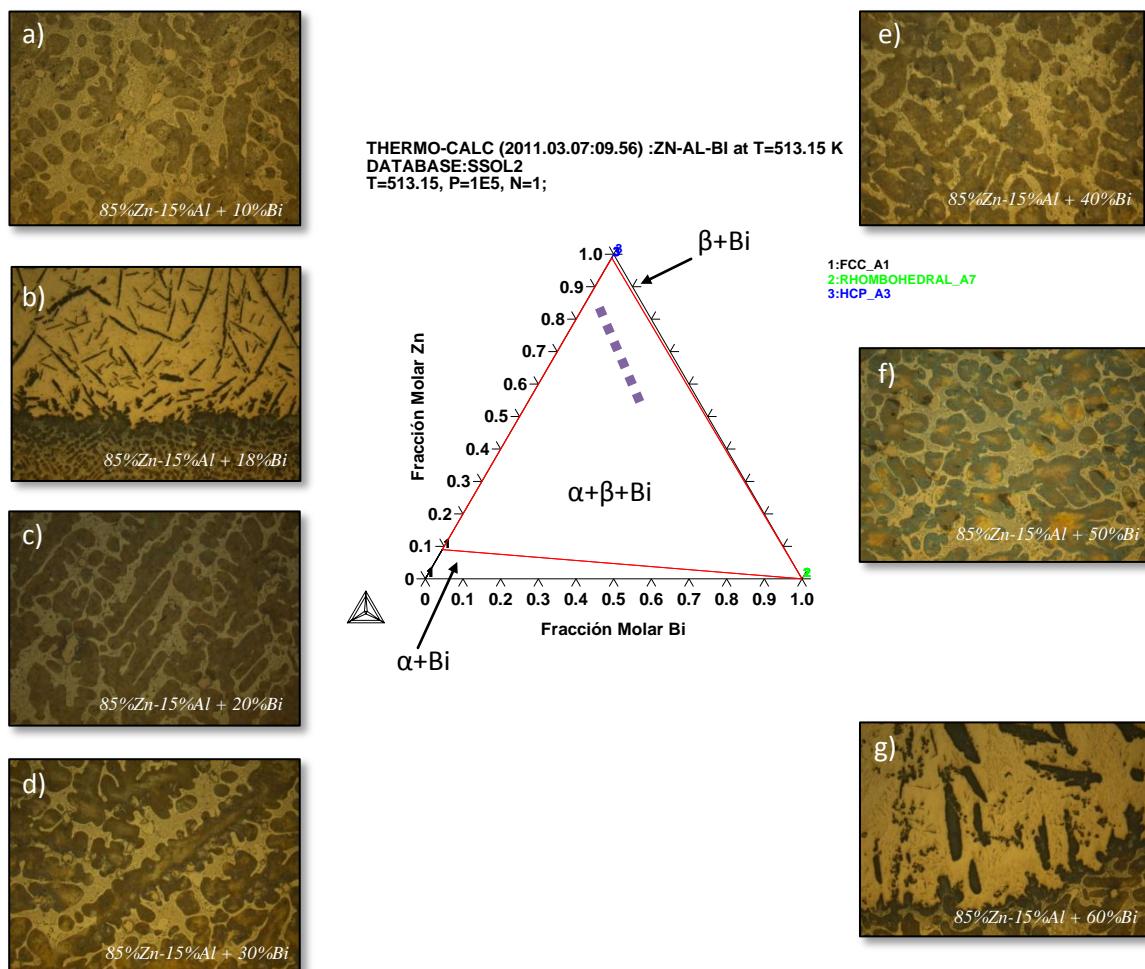 a)
85%Zn-15%Al + 10%Bi
b)
85%Zn-15%Al + 18%Bi
c)
85%Zn-15%Al + 20%Bi
d)
85%Zn-15%Al + 30%Bi
THERMO-CALC (2011.03.07:09.56) :ZN-AL-BI at T=513.15 K
DATABASE:SSOL2
T=513.15, P=1E5, N=1;
β+Bi
1.0
0.9
0.8
0.7
0.6
0.5
0.4
0.3
0.2
0.1
0
Fracción Molar Zn
α+β+Bi
2
0 0.1 0.2 0.3 0.4 0.5 0.6 0.7 0.8 0.9 1.0
Fracción Molar Bi
α+Bi
e)
85%Zn-15%Al + 40%Bi
1:FCC_A1
2:RHOMBOHEDRAL_A7
3:HCP_A3
f)
85%Zn-15%Al + 50%Bi
g)
85%Zn-15%Al + 60%Bi